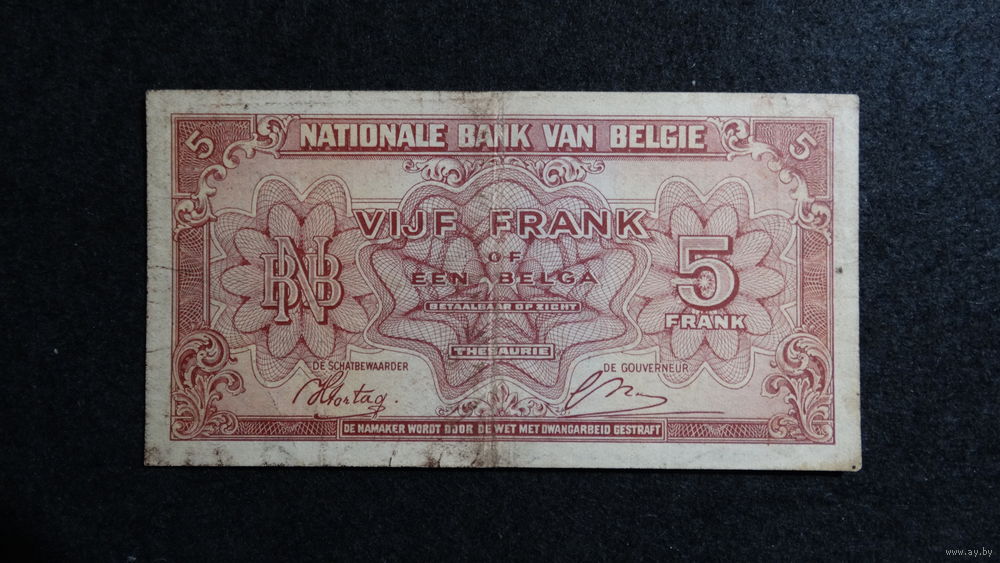 5 NATIONALE BANK VAN BELGIE 5
VIJF FRANK
OF
EEN BELGA
BETAALBAAR OP ZICHT
BNB
5
FRANK
THESAURIE
DE SCHATBEWAARDER
DE GOUVERNEUR
DE NAMAKER WORDT DOOR DE WET MET DWANGARBEID GESTRAFT
www.ay.by